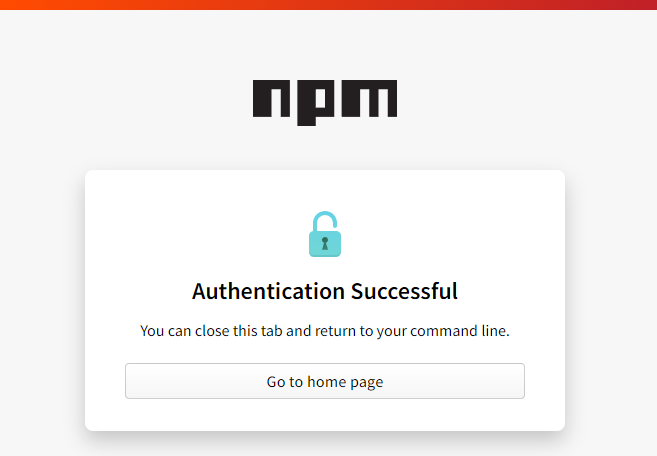 npm
Authentication Successful
You can close this tab and return to your command line.
Go to home page